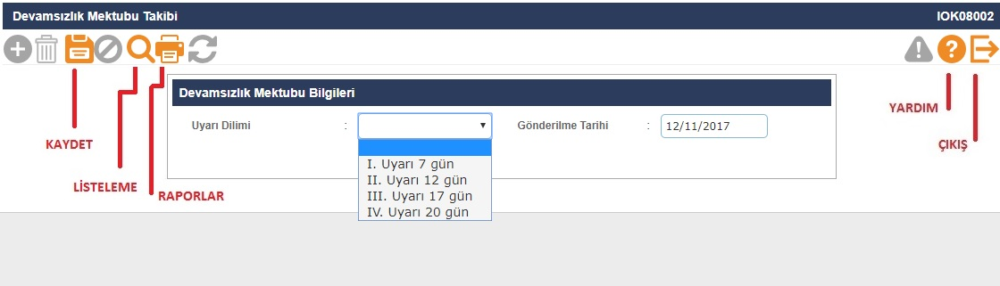 Devamsızlık Mektubu Takibi IOK08002
Devamsızlık Mektubu Bilgileri
Uyarı Dilimi : Gönderilme Tarihi : 12/11/2017
YARDIM
KAYDET
ÇIKIŞ
I. Uyarı 7 gün
II. Uyarı 12 gün
III. Uyarı 17 gün
IV. Uyarı 20 gün
LİSTELEME
RAPORLAR